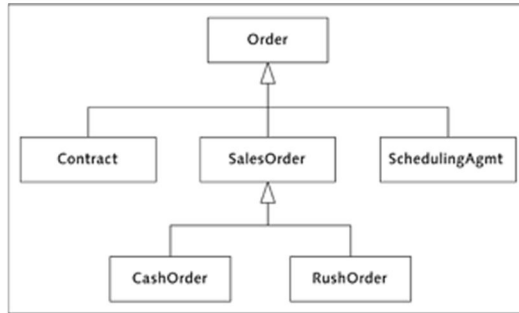 Order
Contract
SalesOrder
SchedulingAgmt
CashOrder
RushOrder